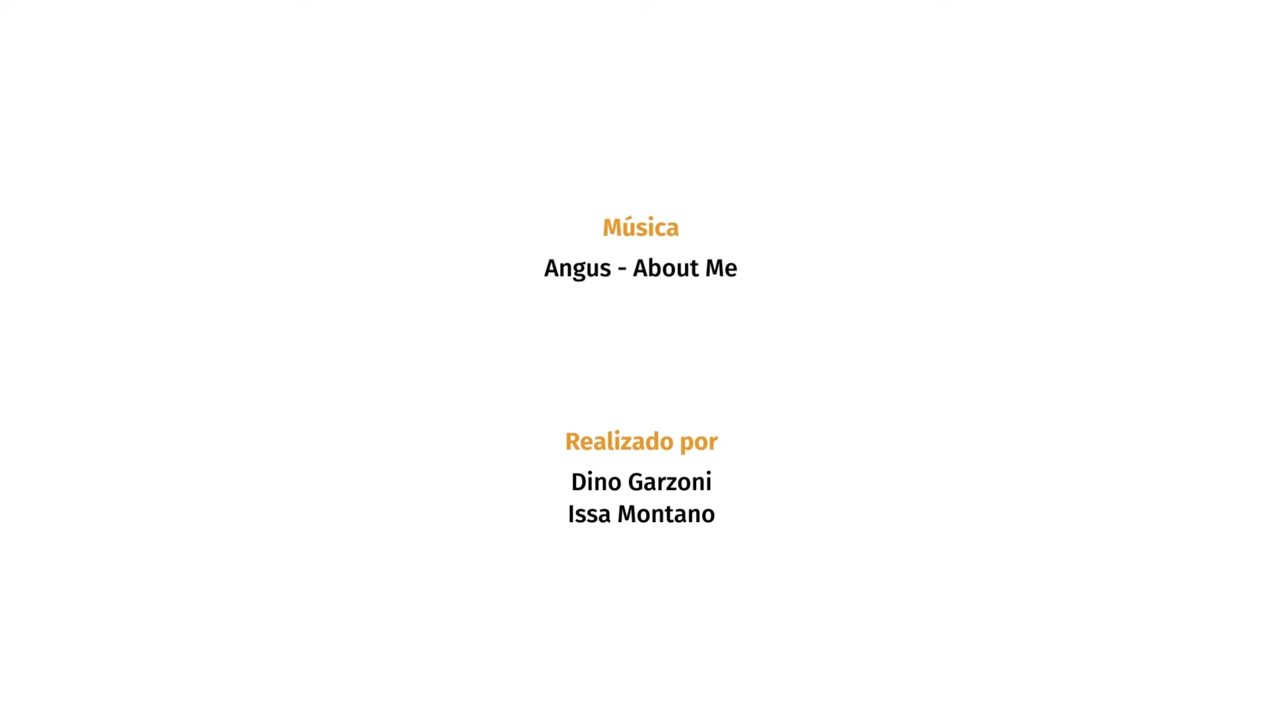 Música
Angus - About Me
Realizado por
Dino Garzoni
Issa Montano